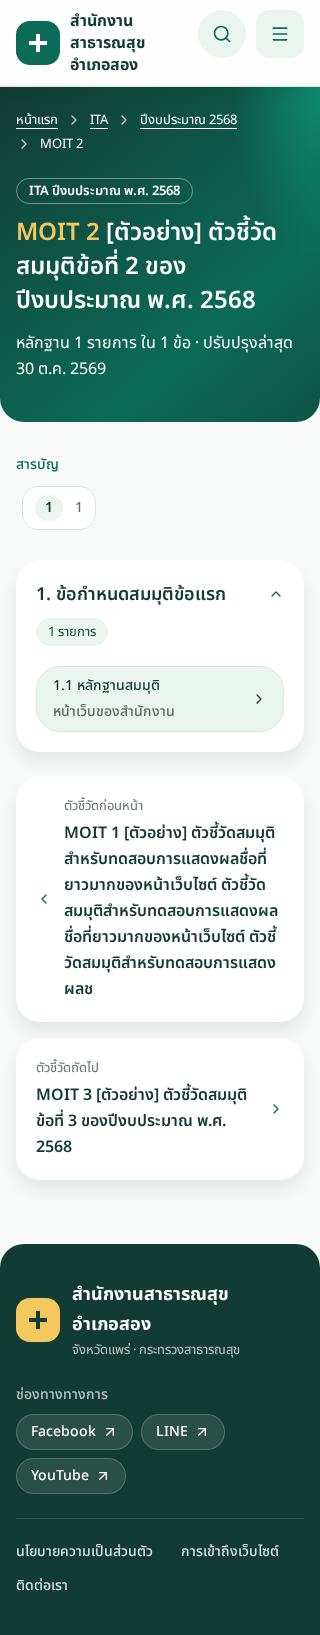 สำนักงาน
สาธารณสุข
อำเภอสอง
หน้าแรก
ITA
ปีงบประมาณ 2568
MOIT 2
ITA ปีงบประมาณ พ.ศ. 2568
MOIT 2 [ตัวอย่าง] ตัวชี้วัด
สมมุติข้อที่ 2 ของ
ปีงบประมาณ พ.ศ. 2568
หลักฐาน 1 รายการ ใน 1 ข้อ · ปรับปรุงล่าสุด
30 ต.ค. 2569
สารบัญ
1 1
1. ข้อกำหนดสมมุติข้อแรก
1 รายการ
1.1 หลักฐานสมมุติ
หน้าเว็บของสำนักงาน
ตัวชี้วัดก่อนหน้า
MOIT 1 [ตัวอย่าง] ตัวชี้วัดสมมุติ
สำหรับทดสอบการแสดงผลชื่อที่
ยาวมากของหน้าเว็บไซต์ ตัวชี้วัด
สมมุติสำหรับทดสอบการแสดงผล
ชื่อที่ยาวมากของหน้าเว็บไซต์ ตัวชี้
วัดสมมุติสำหรับทดสอบการแสดง
ผลช
ตัวชี้วัดถัดไป
MOIT 3 [ตัวอย่าง] ตัวชี้วัดสมมุติ
ข้อที่ 3 ของปีงบประมาณ พ.ศ.
2568
สำนักงานสาธารณสุข
อำเภอสอง
จังหวัดแพร่ · กระทรวงสาธารณสุข
ช่องทางทางการ
Facebook
LINE
YouTube
นโยบายความเป็นส่วนตัว
การเข้าถึงเว็บไซต์
ติดต่อเรา